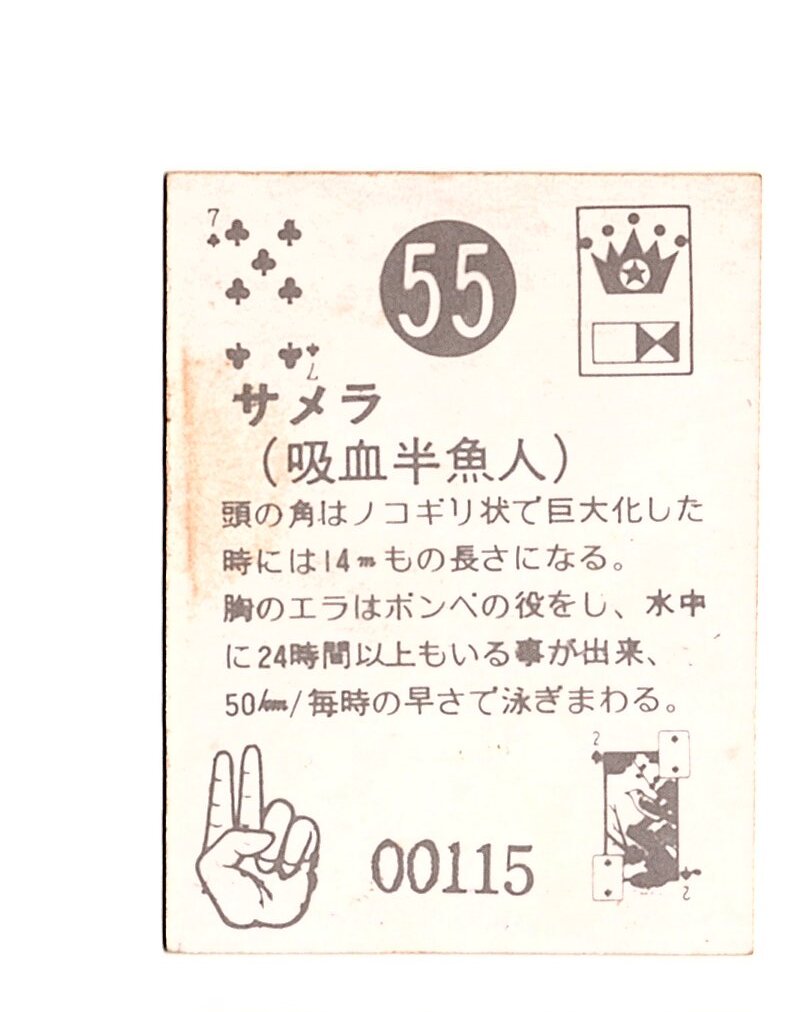 7
55
7
サメラ
(吸血半魚人)
頭の角はノコギリ状で巨大化した
時には14mもの長さになる。
胸のエラはボンベの役をし、水中
に24時間以上もいる事が出来、
50km/毎時の早さで泳ぎまわる。
2
00115
2